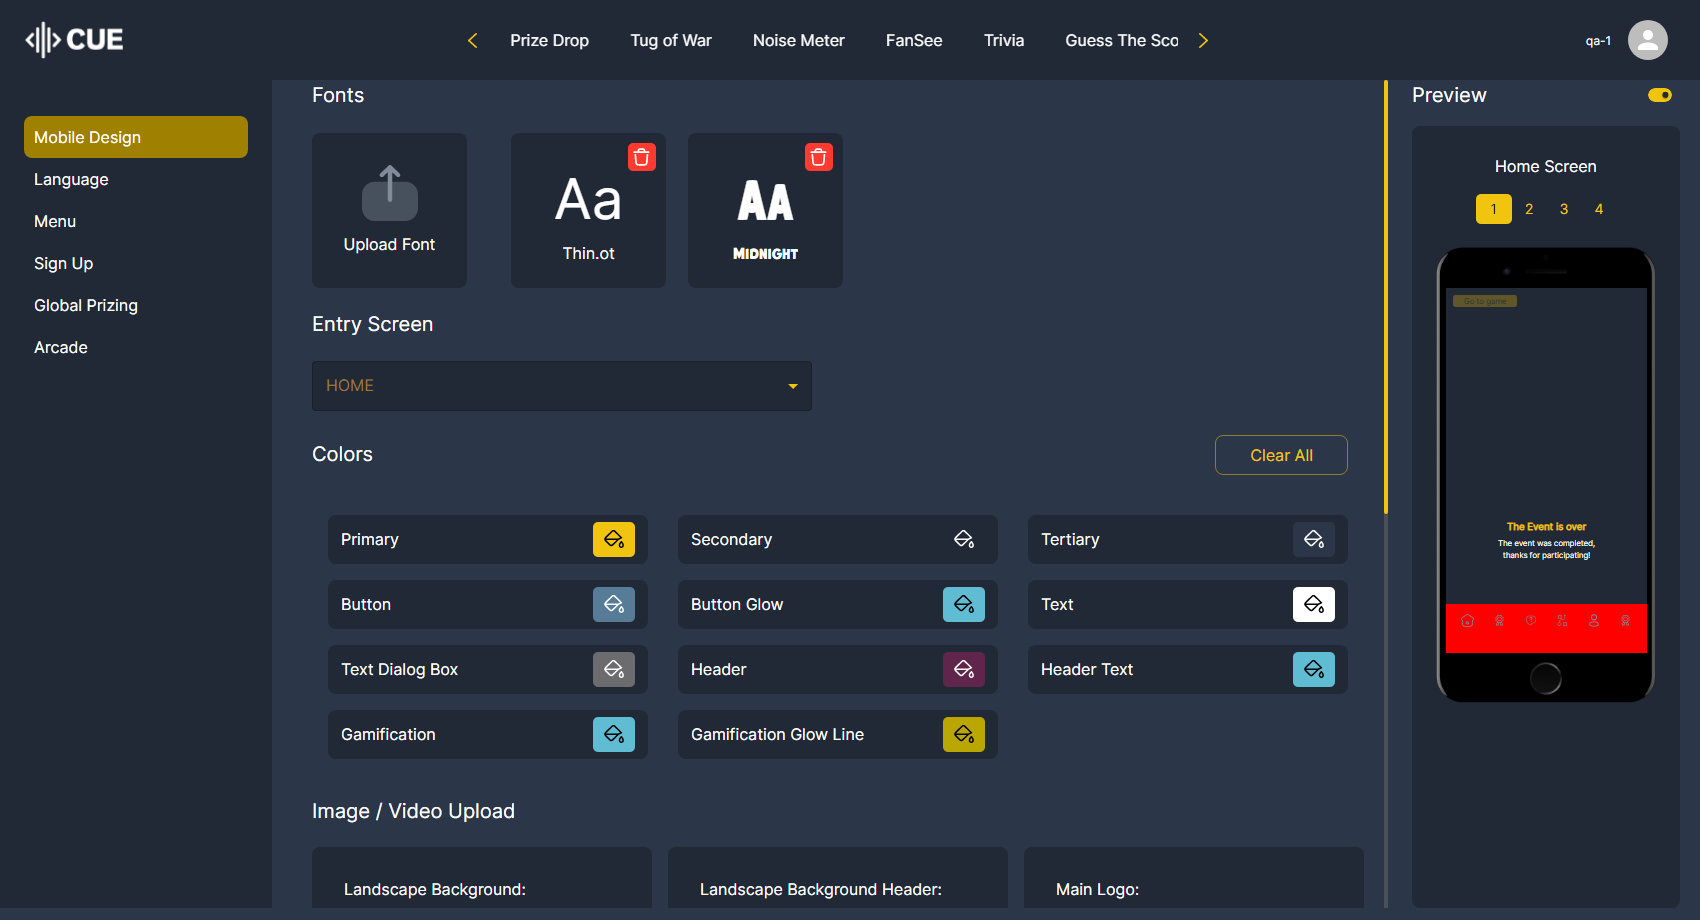 CUE
Prize Drop
Tug of War
Noise Meter
FanSee
Trivia
Guess The Sco
qa-1
Mobile Design
Language
Menu
Sign Up
Global Prizing
Arcade
Fonts
Upload Font
Aa
Thin.ot
AA
MIDNIGHT
Entry Screen
HOME
Colors
Clear All
Primary
Secondary
Tertiary
Button
Button Glow
Text
Text Dialog Box
Header
Header Text
Gamification
Gamification Glow Line
Image / Video Upload
Landscape Background:
Landscape Background Header:
Main Logo:
Preview
Home Screen
1 2 3 4
Go to game
The Event is over
The event was completed,
thanks for participating!